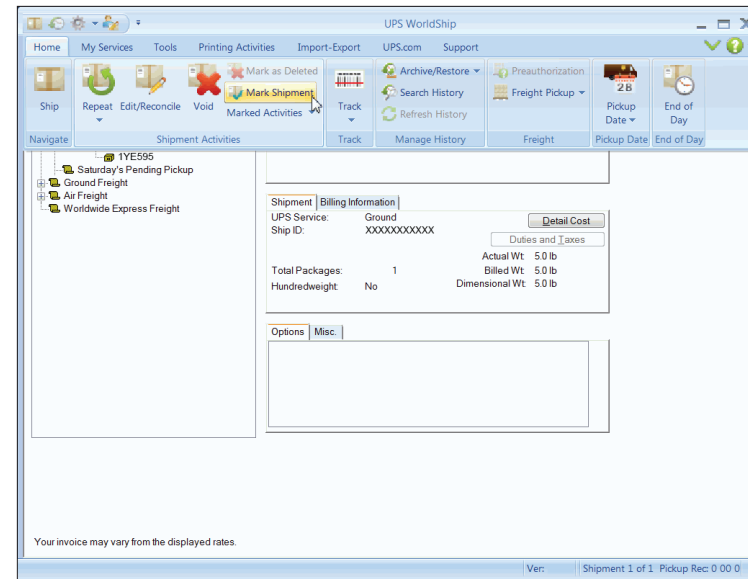 UPS WorldShip
Home My Services Tools Printing Activities Import-Export UPS.com Support
Ship
Repeat
Edit/Reconcile
Void
Mark as Deleted
Mark Shipment
Marked Activities
Track
Archive/Restore
Search History
Refresh History
Preauthorization
Freight Pickup
28
Pickup
Date
End of
Day
Navigate Shipment Activities Track Manage History Freight Pickup Date End of Day
1YE595
Saturday's Pending Pickup
Ground Freight
Air Freight
Worldwide Express Freight
Shipment Billing Information
UPS Service: Ground
Detail Cost
Ship ID: XXXXXXXXXXX
Duties and Taxes
Actual Wt 5.0 lb
Total Packages: 1 Billed Wt 5.0 lb
Hundredweight No Dimensional Wt 5.0 lb
Options Misc.
Your invoice may vary from the displayed rates.
Ver: Shipment 1 of 1 Pickup Rec: 0 00 0